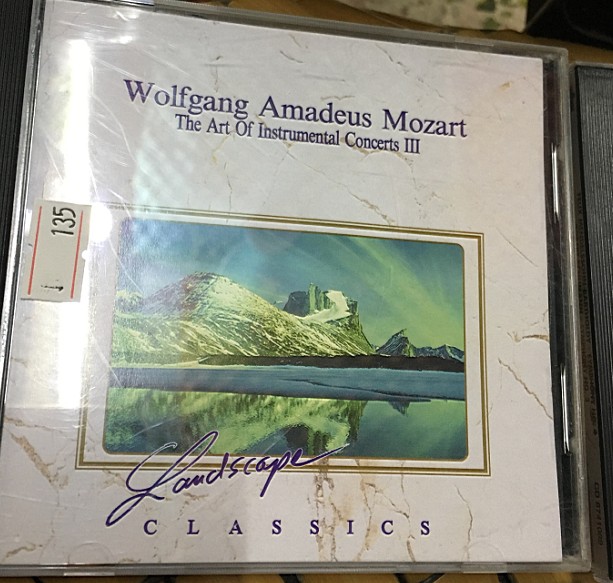 Wolfgang Amadeus Mozart
The Art Of Instrumental Concerts III
135
Landscape
CLASSICS